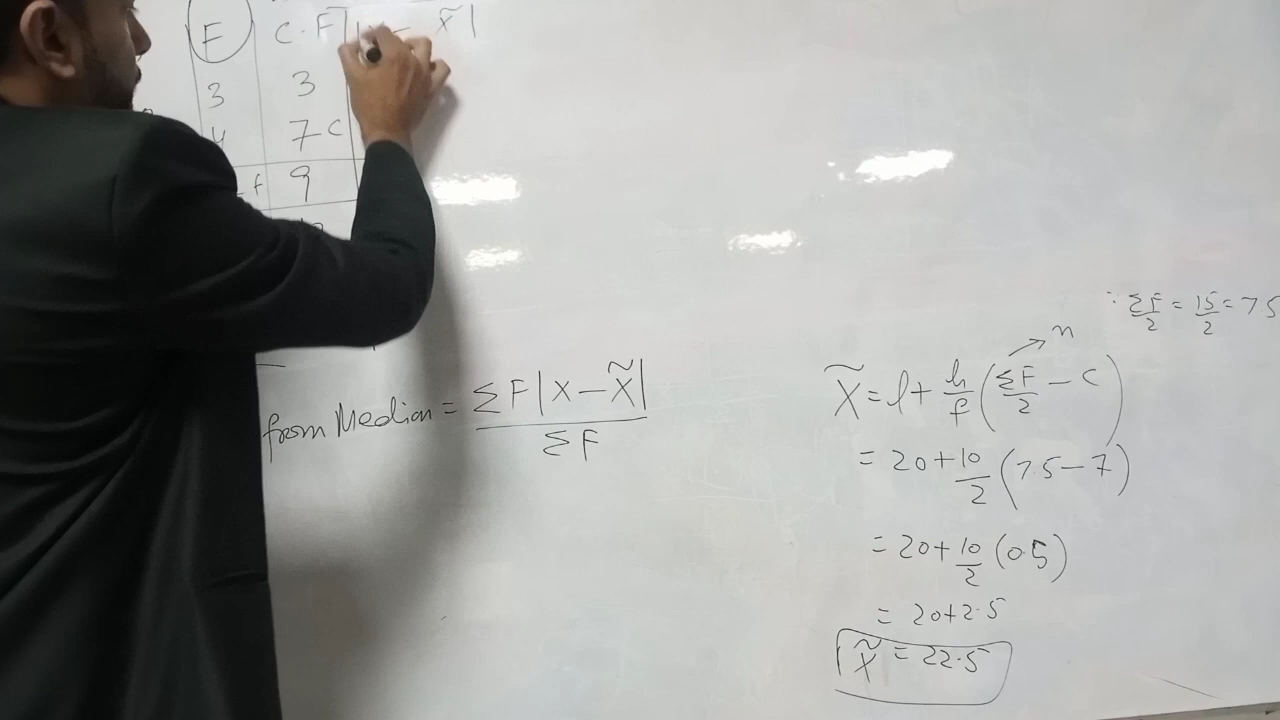 F C.F |X - X̃|
3 3
4 7 C
f 9
from Median = ΣF|X-X̃| / ΣF
∵ ΣF/2 = 15/2 = 7.5
n
X̃ = l + h/f (ΣF/2 - C)
= 20 + 10/2 (7.5 - 7)
= 20 + 10/2 (0.5)
= 20+2.5
X̃ = 22.5